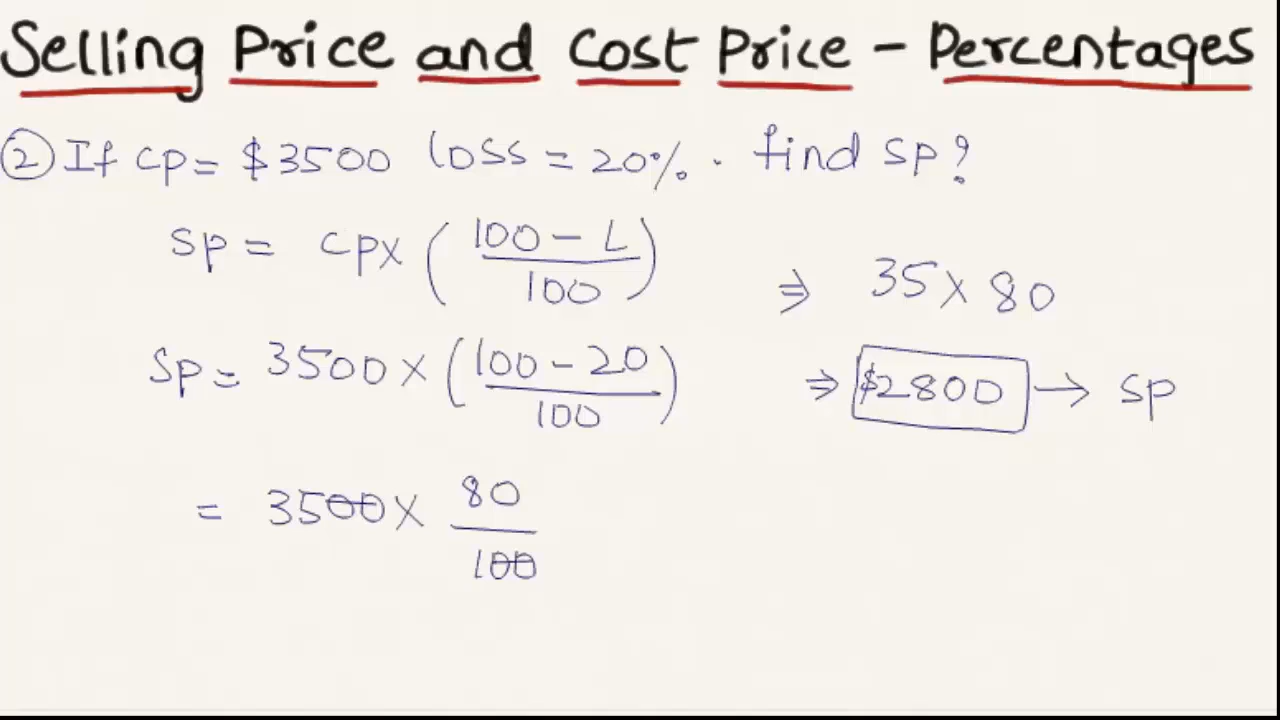 Selling Price and Cost Price - Percentages
② If CP = $3500 loss = 20%. find SP?
SP = CP x ( 100 - L / 100 )
SP = 3500 x ( 100 - 20 / 100 )
= 3500 x 80 / 100
⇒ 35 x 80
⇒ $2800 → SP